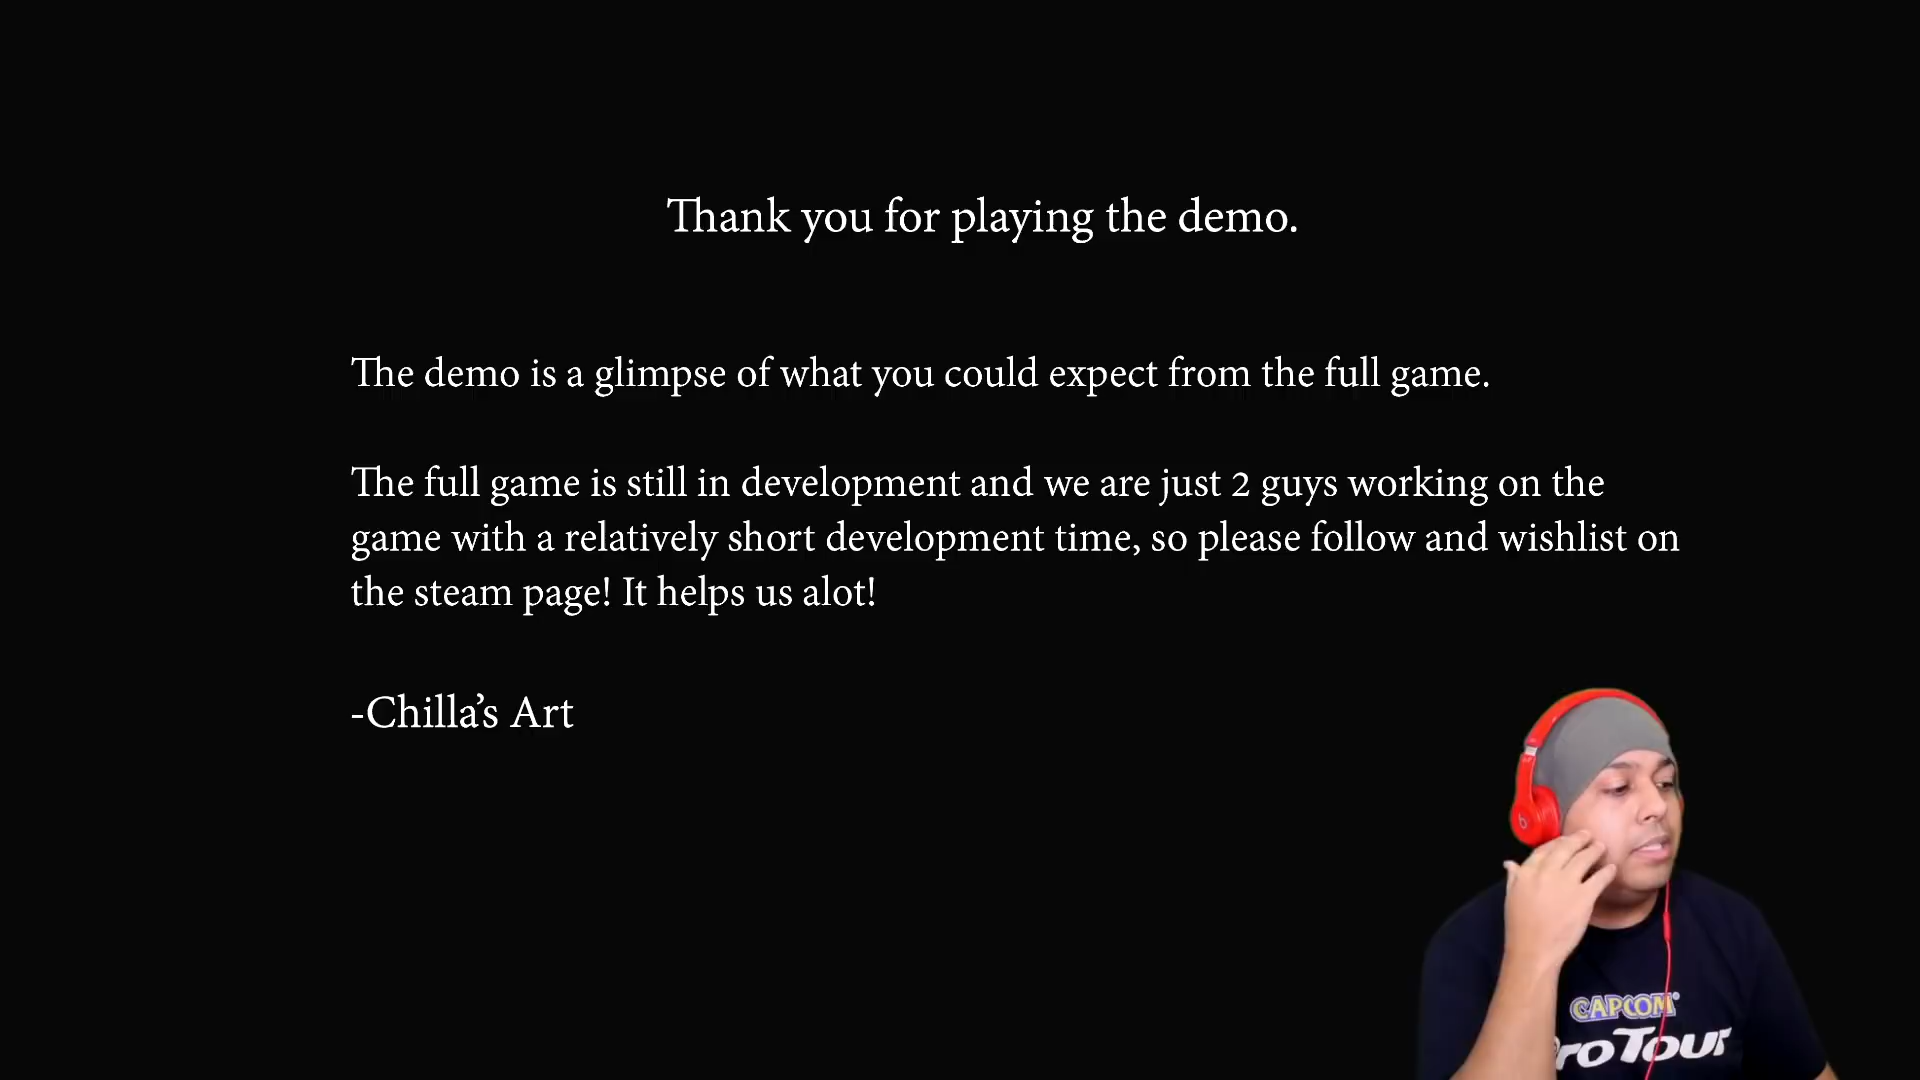 Thank you for playing the demo.
The demo is a glimpse of what you could expect from the full game.
The full game is still in development and we are just 2 guys working on the
game with a relatively short development time, so please follow and wishlist on
the steam page! It helps us alot!
-Chilla’s Art
CAPCOM®
Pro Tour